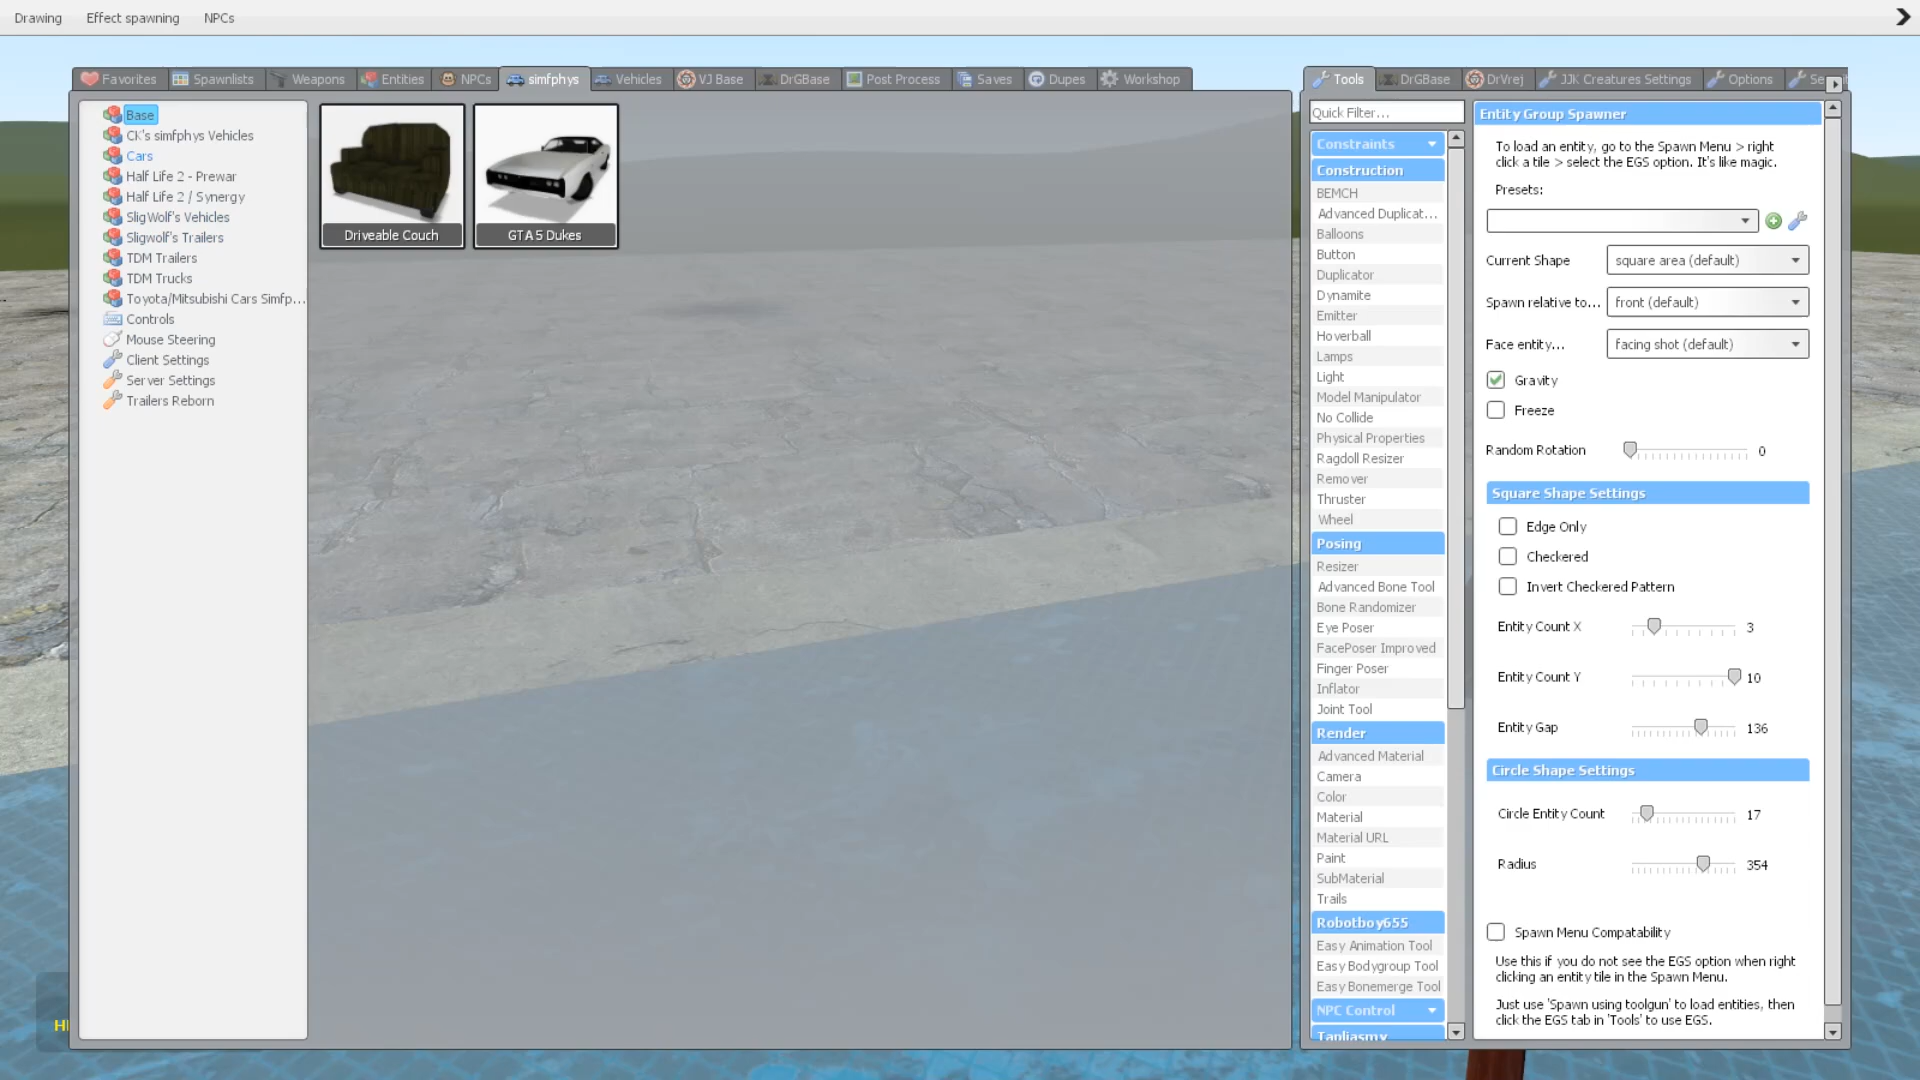 Drawing Effect spawning NPCs
Favorites Spawnlists Weapons Entities NPCs simfphys Vehicles VJ Base DrGBase Post Process Saves Dupes Workshop
Base
CK's simfphys Vehicles
Cars
Half Life 2 - Prewar
Half Life 2 / Synergy
SligWolf's Vehicles
Sligwolf's Trailers
TDM Trailers
TDM Trucks
Toyota/Mitsubishi Cars Simfp...
Controls
Mouse Steering
Client Settings
Server Settings
Trailers Reborn
Driveable Couch
GTA 5 Dukes
Tools DrGBase DrVrej JJK Creatures Settings Options Se
Quick Filter...
Constraints
Construction
BEMCH
Advanced Duplicat...
Balloons
Button
Duplicator
Dynamite
Emitter
Hoverball
Lamps
Light
Model Manipulator
No Collide
Physical Properties
Ragdoll Resizer
Remover
Thruster
Wheel
Posing
Resizer
Advanced Bone Tool
Bone Randomizer
Eye Poser
FacePoser Improved
Finger Poser
Inflator
Joint Tool
Render
Advanced Material
Camera
Color
Material
Material URL
Paint
SubMaterial
Trails
Robotboy655
Easy Animation Tool
Easy Bodygroup Tool
Easy Bonemerge Tool
NPC Control
Entity Group Spawner
To load an entity, go to the Spawn Menu > right
click a tile > select the EGS option. It's like magic.
Presets:
Current Shape square area (default)
Spawn relative to... front (default)
Face entity... facing shot (default)
Gravity
Freeze
Random Rotation 0
Square Shape Settings
Edge Only
Checkered
Invert Checkered Pattern
Entity Count X 3
Entity Count Y 10
Entity Gap 136
Circle Shape Settings
Circle Entity Count 17
Radius 354
Spawn Menu Compatability
Use this if you do not see the EGS option when right
clicking an entity tile in the Spawn Menu.
Just use 'Spawn using toolgun' to load entities, then
click the EGS tab in 'Tools' to use EGS.